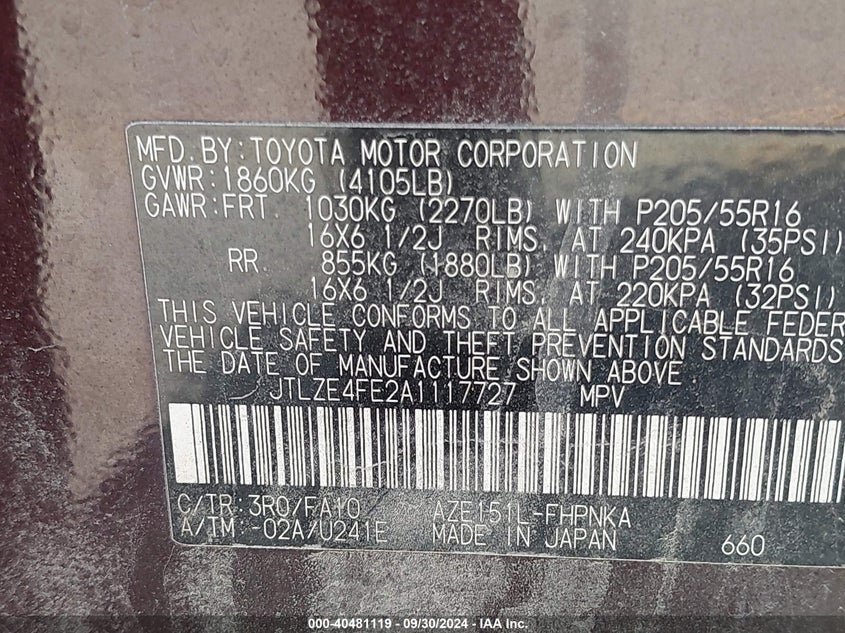 MFD. BY: TOYOTA MOTOR CORPORATION
GVWR: 1860KG (4105LB)
GAWR: FRT. 1030KG (2270LB) WITH P205/55R16
16X6 1/2J RIMS, AT 240KPA (35PSI)
RR. 855KG (1880LB) WITH P205/55R16
16X6 1/2J RIMS, AT 220KPA (32PSI)
THIS VEHICLE CONFORMS TO ALL APPLICABLE FEDER
VEHICLE SAFETY AND THEFT PREVENTION STANDARDS
THE DATE OF MANUFACTURE SHOWN ABOVE
JTLZE4FE2A1117727 MPV
C/TR: 3R0/FA10 AZE151L-FHPNKA
A/TM: -02A/U241E MADE IN JAPAN 660
000-40481119 - 09/30/2024 - IAA